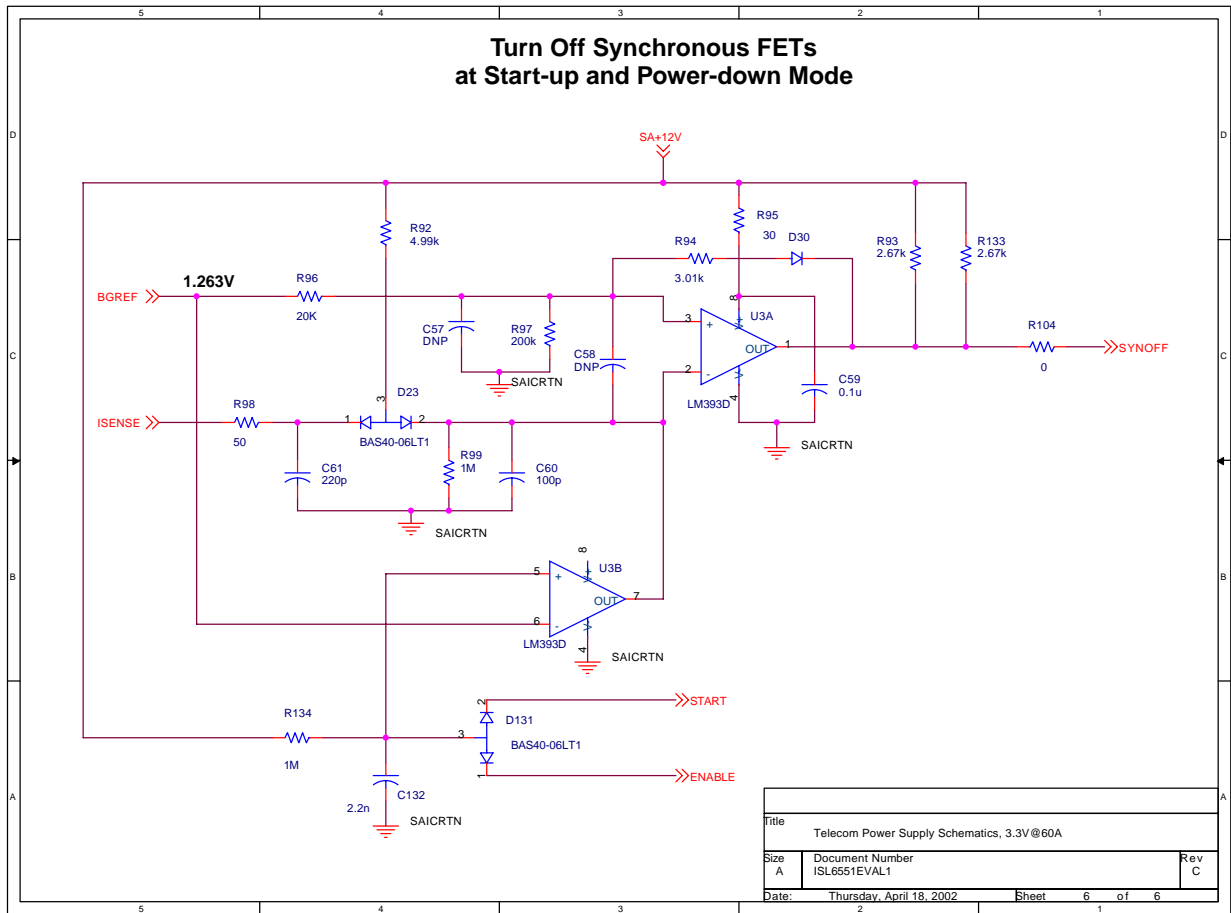 5 4 3 2 1
Turn Off Synchronous FETs
at Start-up and Power-down Mode
D D
SA+12V
R92
4.99k
R95
30
R94
3.01k
D30
R93
2.67k
R133
2.67k
1.263V
BGREF
R96
20K
C57
DNP
R97
200k
C58
DNP
SAICRTN
3 +
2 -
8
V+
U3A
OUT 1
V-
4
LM393D
C59
0.1u
SAICRTN
R104
0
SYNOFF
C C
ISENSE
R98
50
D23
1 3 2
BAS40-06LT1
C61
220p
R99
1M
C60
100p
SAICRTN
B B
5 +
6 -
8
V+
U3B
OUT 7
V-
4
LM393D
SAICRTN
START
R134
1M
2
D131
3
BAS40-06LT1
1
ENABLE
C132
2.2n
SAICRTN
A A
Title
Telecom Power Supply Schematics, 3.3V@60A
Size Document Number Rev
A ISL6551EVAL1 C
Date: Thursday, April 18, 2002 Sheet 6 of 6
5 4 3 2 1